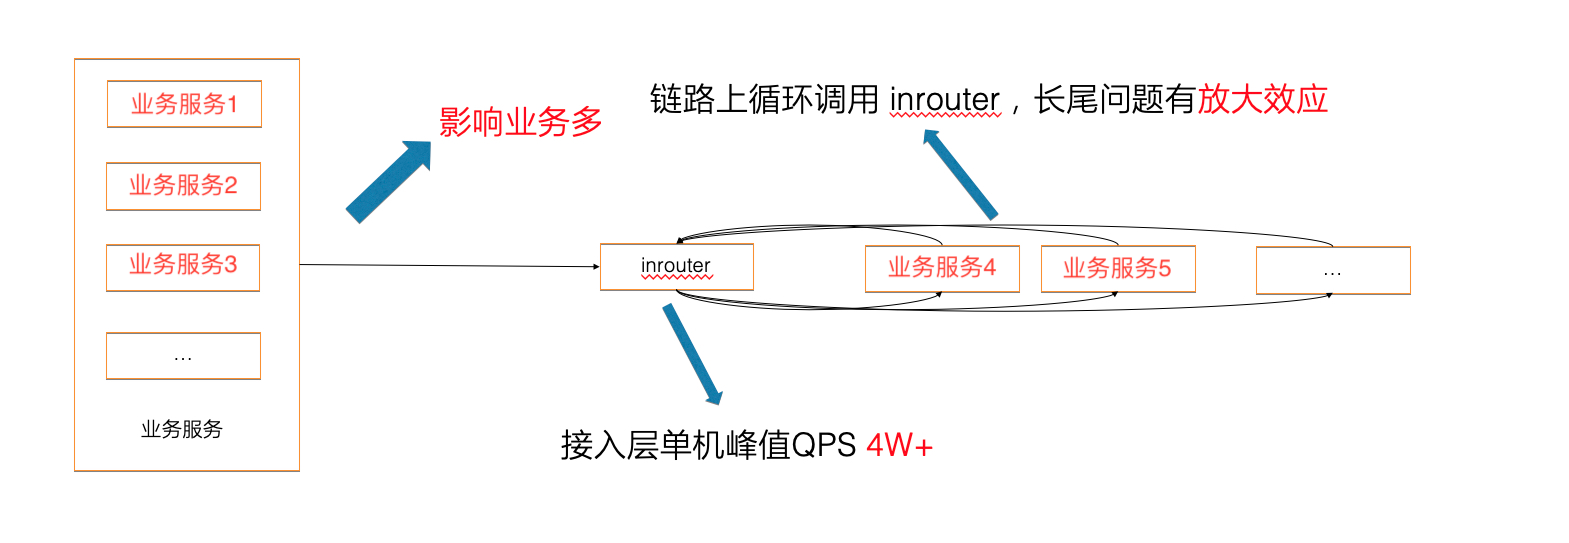 业务服务1
业务服务2
业务服务3
...
业务服务
影响业务多
链路上循环调用 inrouter，长尾问题有放大效应
inrouter
业务服务4
业务服务5
...
接入层单机峰值QPS 4W+